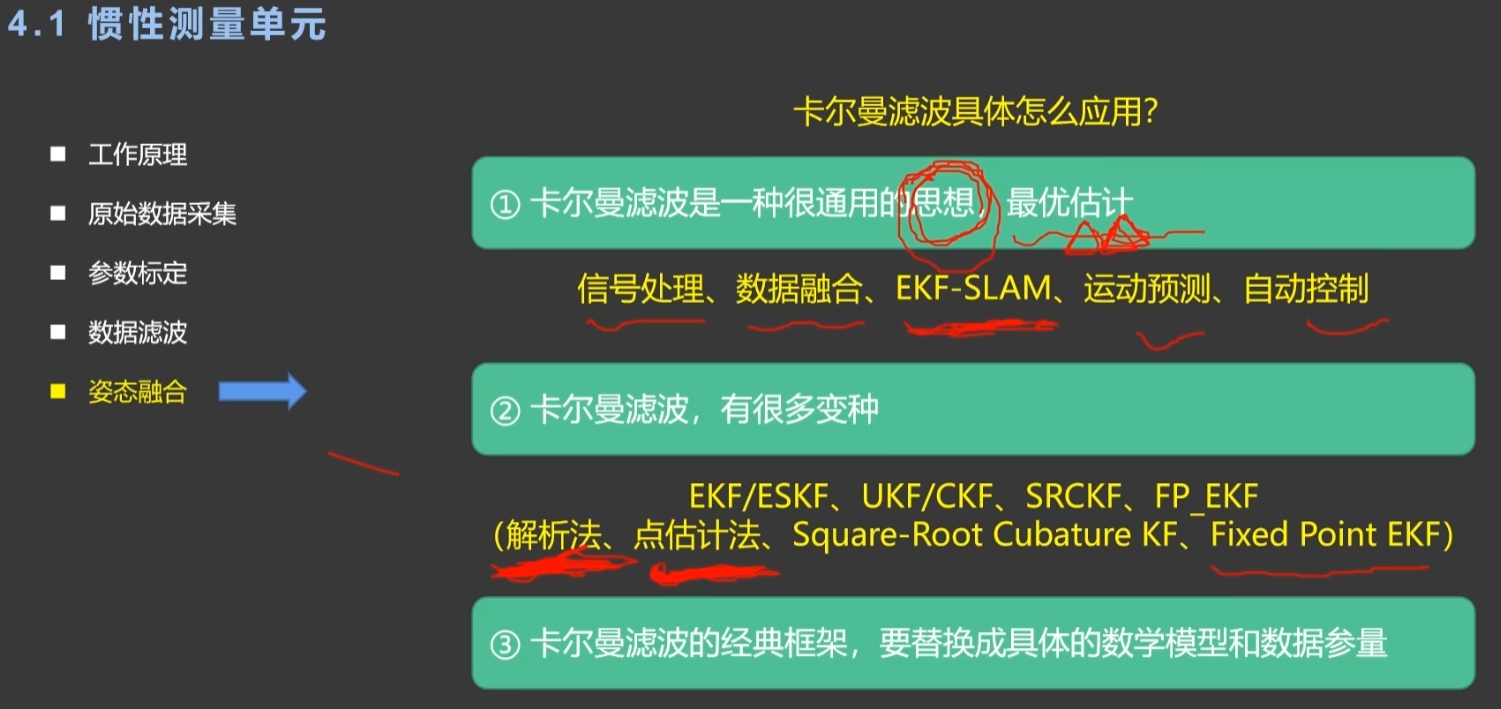 4.1 惯性测量单元
工作原理
原始数据采集
参数标定
数据滤波
姿态融合
卡尔曼滤波具体怎么应用？
① 卡尔曼滤波是一种很通用的思想，最优估计
信号处理、数据融合、EKF-SLAM、运动预测、自动控制
② 卡尔曼滤波，有很多变种
EKF/ESKF、UKF/CKF、SRCKF、FP_EKF
（解析法、点估计法、Square-Root Cubature KF、Fixed Point EKF）
③ 卡尔曼滤波的经典框架，要替换成具体的数学模型和数据参量